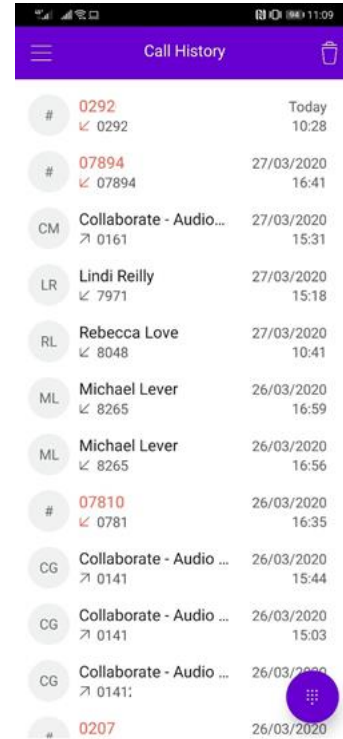 94 11:09
Call History
# 0292 Today
0292 10:28
# 07894 27/03/2020
07894 16:41
CM Collaborate - Audio... 27/03/2020
0161 15:31
LR Lindi Reilly 27/03/2020
7971 15:18
RL Rebecca Love 27/03/2020
8048 10:41
ML Michael Lever 26/03/2020
8265 16:59
ML Michael Lever 26/03/2020
8265 16:56
# 07810 26/03/2020
0781 16:35
CG Collaborate - Audio ... 26/03/2020
0141 15:44
CG Collaborate - Audio ... 26/03/2020
0141 15:03
CG Collaborate - Audio ... 26/03/2020
0141
# 0207 26/03/2020